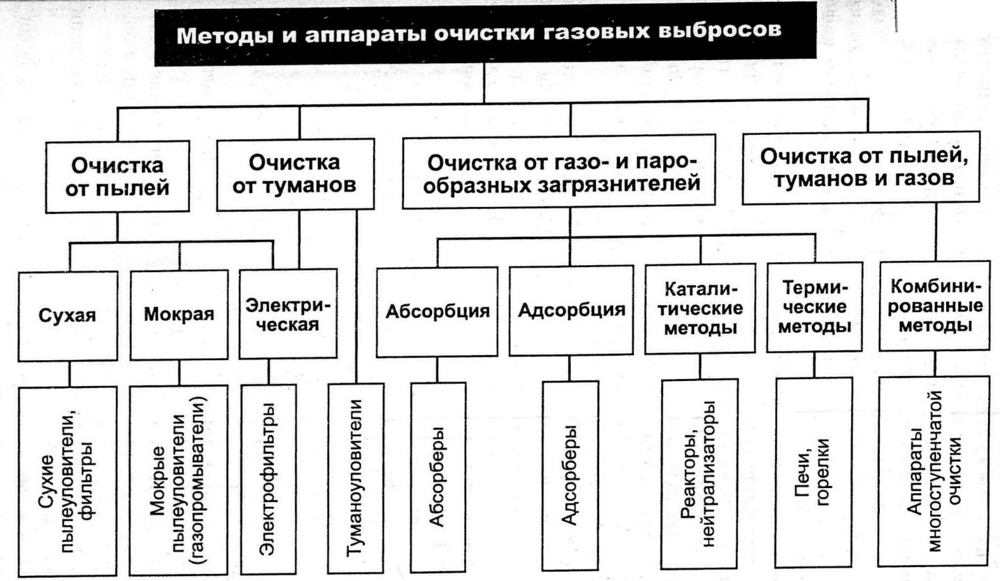 Методы и аппараты очистки газовых выбросов
Очистка
от пылей
Очистка
от туманов
Очистка от газо- и паро-
образных загрязнителей
Очистка от пылей,
туманов и газов
Сухая
Мокрая
Электри-
ческая
Абсорбция
Адсорбция
Катали-
тические
методы
Терми-
ческие
методы
Комбини-
рованные
методы
Сухие
пылеуловители,
фильтры
Мокрые
пылеуловители
(газопромыватели)
Электрофильтры
Туманоуловители
Абсорберы
Адсорберы
Реакторы,
нейтрализаторы
Печи,
горелки
Аппараты
многоступенчатой
очистки